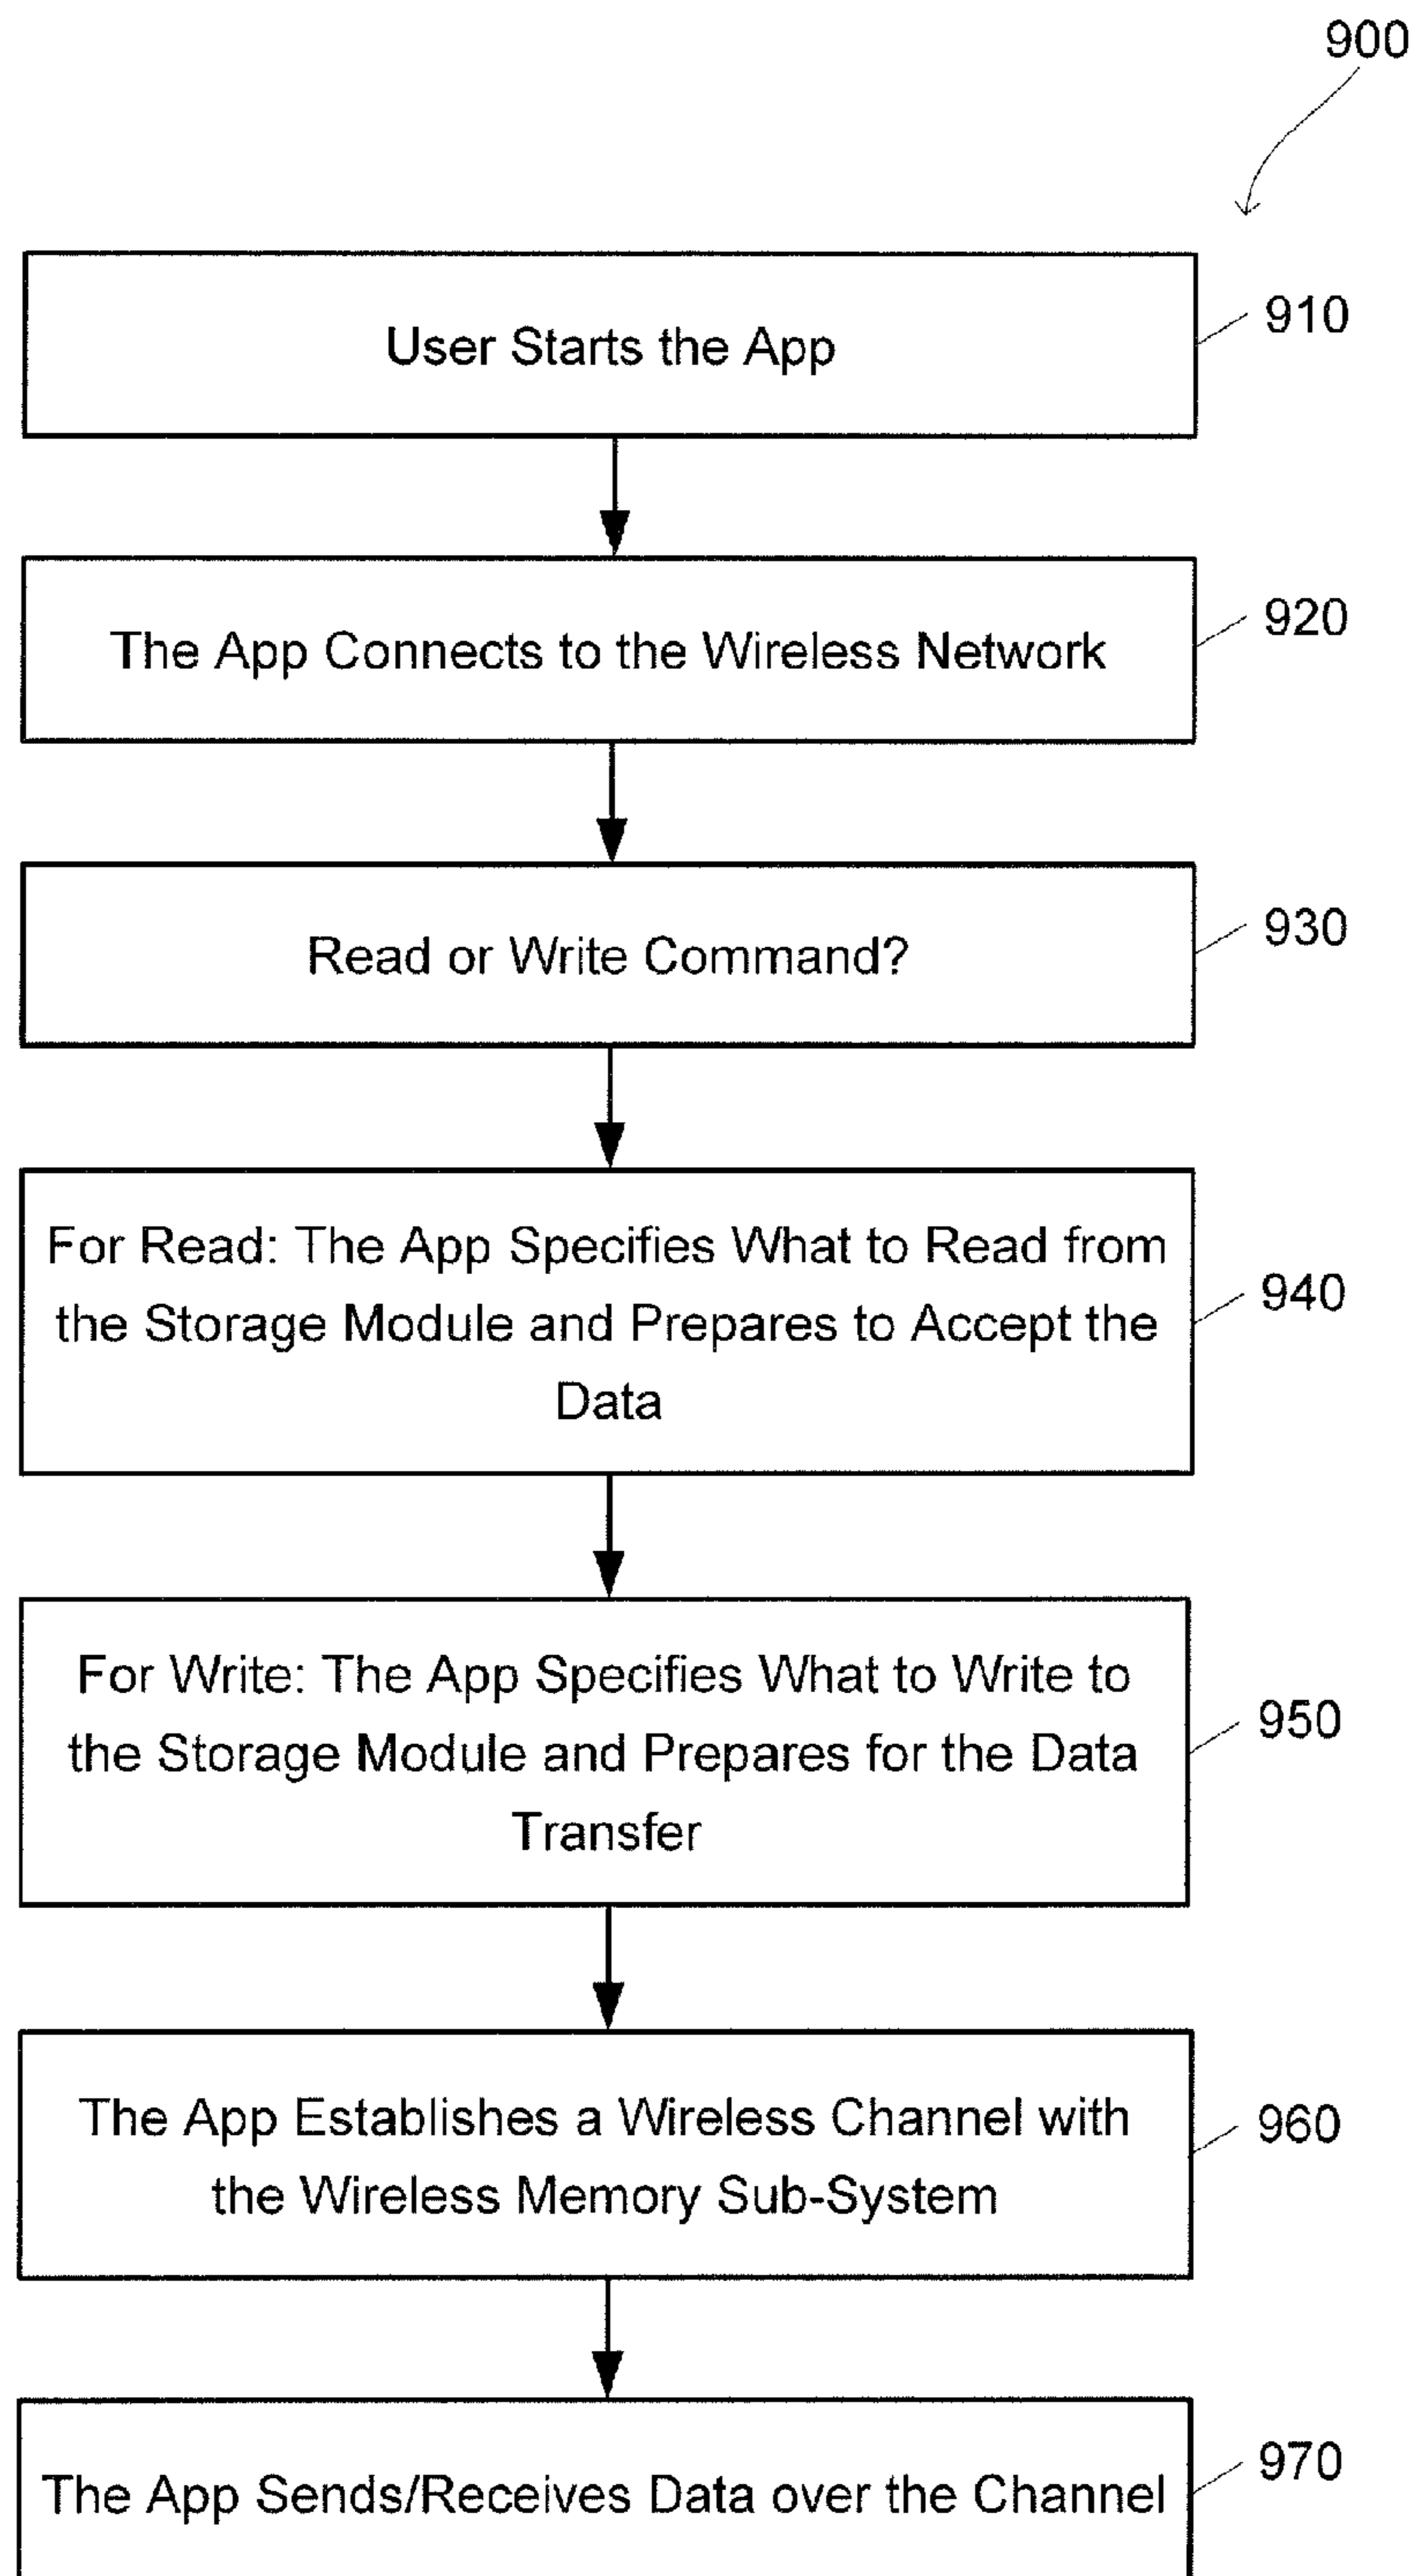 900
User Starts the App
910
The App Connects to the Wireless Network
920
Read or Write Command?
930
For Read: The App Specifies What to Read from
the Storage Module and Prepares to Accept the
Data
940
For Write: The App Specifies What to Write to
the Storage Module and Prepares for the Data
Transfer
950
The App Establishes a Wireless Channel with
the Wireless Memory Sub-System
960
The App Sends/Receives Data over the Channel
970